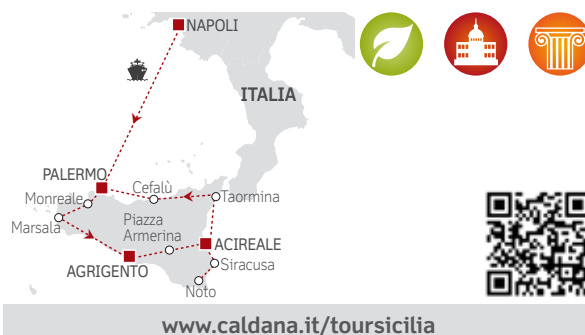 NAPOLI
ITALIA
PALERMO
Cefalù
Monreale
Taormina
Marsala
Piazza
Armerina
ACIREALE
AGRIGENTO
Siracusa
Noto
www.caldana.it/toursicilia